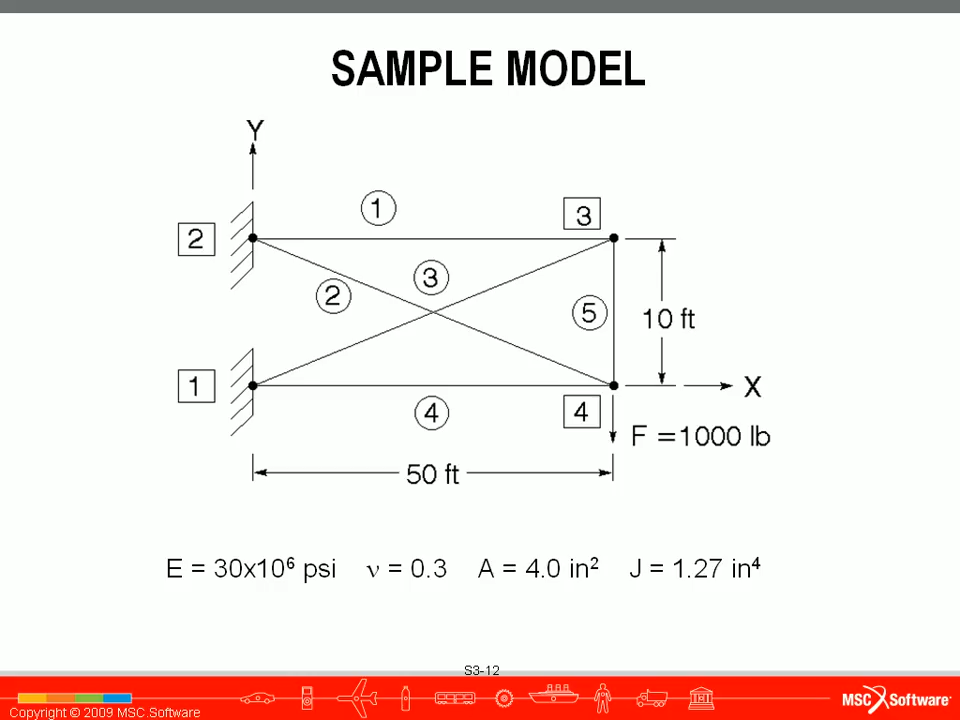 SAMPLE MODEL
Y
1
3
2
3
2
5
10 ft
1
X
4
4
F = 1000 lb
50 ft
E = 30x10⁶ psi ν = 0.3 A = 4.0 in² J = 1.27 in⁴
S3-12
Copyright © 2009 MSC Software
MSC Software